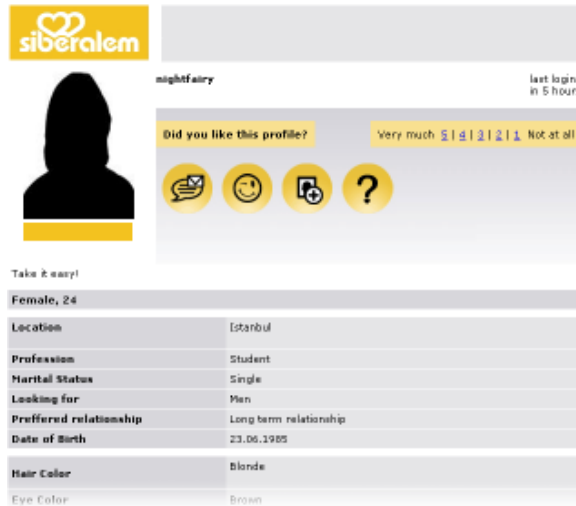 siberalem
nightfairy
last login
in 5 hour
Did you like this profile?
Very much 5 | 4 | 3 | 2 | 1 Not at all
?
Take it easy!
Female, 24
Location Istanbul
Profession Student
Marital Status Single
Looking for Men
Preffered relationship Long term relationship
Date of Birth 23.06.1985
Hair Color Blonde
Eye Color Brown